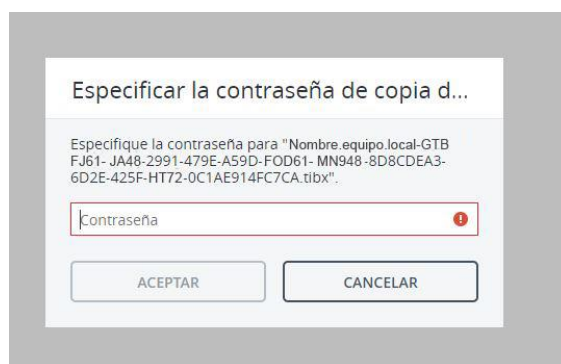 Especificar la contraseña de copia d...
Especifique la contraseña para "Nombre.equipo.local-GTB
FJ61- JA48-2991-479E-A59D-FOD61- MN948 -8D8CDEA3-
6D2E-425F-HT72-0C1AE914FC7CA.tibx".
Contraseña
ACEPTAR
CANCELAR